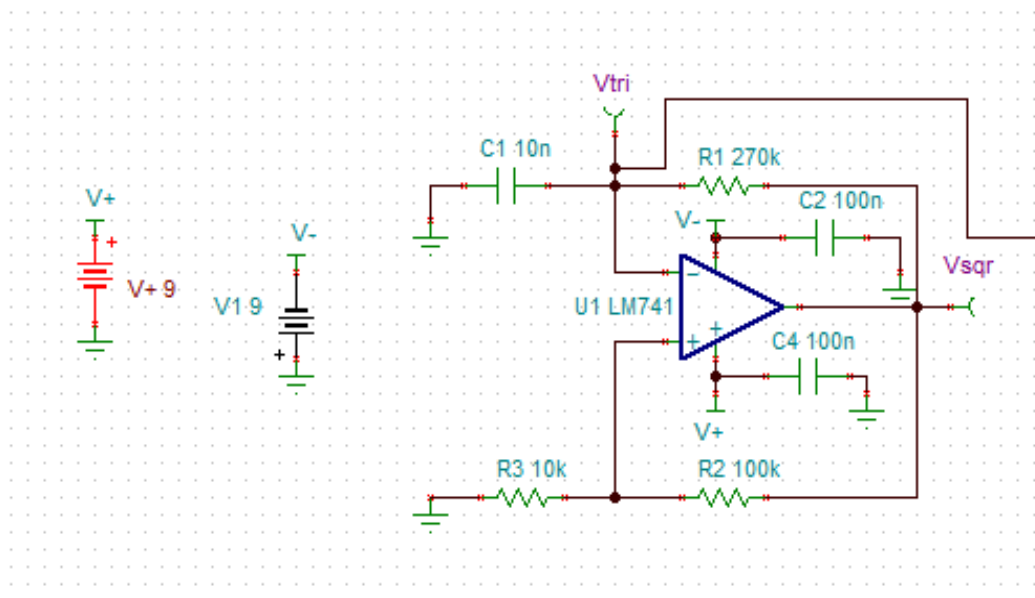 Vtri
C1 10n
R1 270k
V+
V-
C2 100n
V-
Vsqr
V+ 9
V1 9
U1 LM741
C4 100n
V+
R3 10k
R2 100k